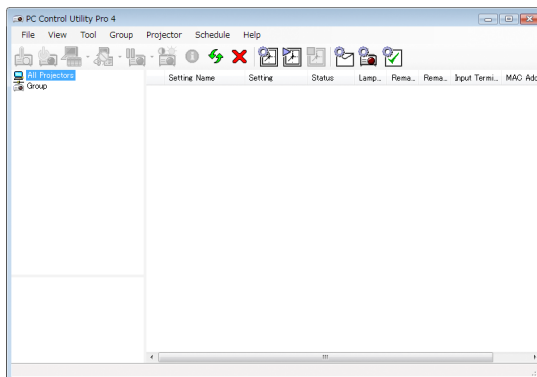 PC Control Utility Pro 4
File View Tool Group Projector Schedule Help
All Projectors
Group
Setting Name Setting Status Lamp... Rema... Rema... Input Termi... MAC Add